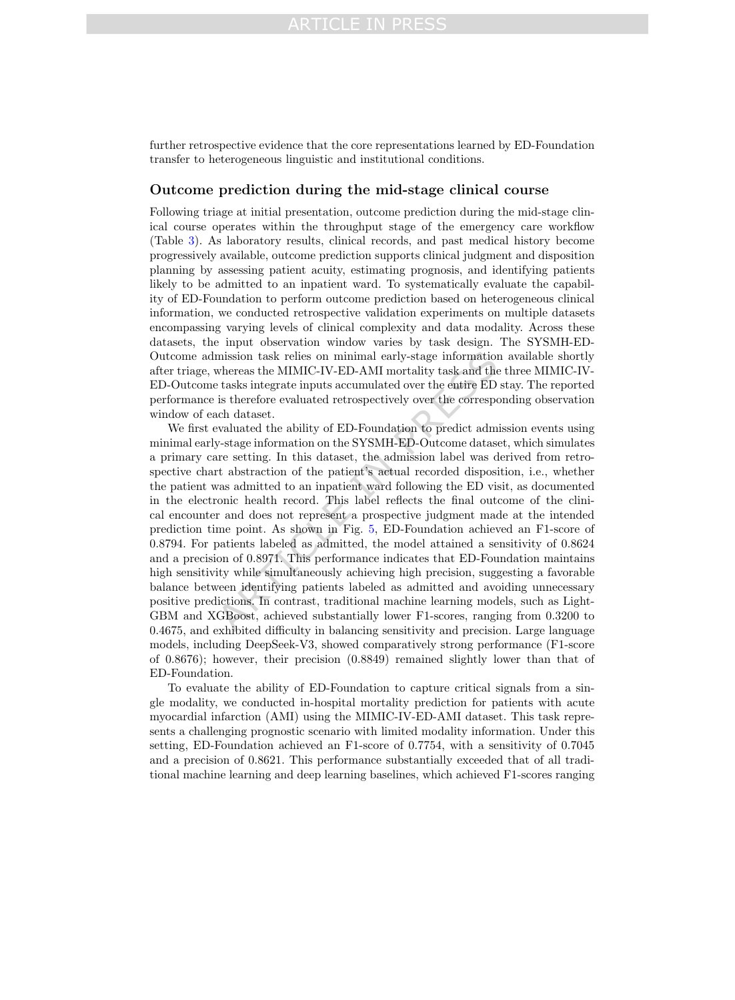 ARTICLE IN PRESS
further retrospective evidence that the core representations learned by ED-Foundation
transfer to heterogeneous linguistic and institutional conditions.
Outcome prediction during the mid-stage clinical course
Following triage at initial presentation, outcome prediction during the mid-stage clin-
ical course operates within the throughput stage of the emergency care workflow
(Table 3). As laboratory results, clinical records, and past medical history become
progressively available, outcome prediction supports clinical judgment and disposition
planning by assessing patient acuity, estimating prognosis, and identifying patients
likely to be admitted to an inpatient ward. To systematically evaluate the capabil-
ity of ED-Foundation to perform outcome prediction based on heterogeneous clinical
information, we conducted retrospective validation experiments on multiple datasets
encompassing varying levels of clinical complexity and data modality. Across these
datasets, the input observation window varies by task design. The SYSMH-ED-
Outcome admission task relies on minimal early-stage information available shortly
after triage, whereas the MIMIC-IV-ED-AMI mortality task and the three MIMIC-IV-
ED-Outcome tasks integrate inputs accumulated over the entire ED stay. The reported
performance is therefore evaluated retrospectively over the corresponding observation
window of each dataset.
We first evaluated the ability of ED-Foundation to predict admission events using
minimal early-stage information on the SYSMH-ED-Outcome dataset, which simulates
a primary care setting. In this dataset, the admission label was derived from retro-
spective chart abstraction of the patient's actual recorded disposition, i.e., whether
the patient was admitted to an inpatient ward following the ED visit, as documented
in the electronic health record. This label reflects the final outcome of the clini-
cal encounter and does not represent a prospective judgment made at the intended
prediction time point. As shown in Fig. 5, ED-Foundation achieved an F1-score of
0.8794. For patients labeled as admitted, the model attained a sensitivity of 0.8624
and a precision of 0.8971. This performance indicates that ED-Foundation maintains
high sensitivity while simultaneously achieving high precision, suggesting a favorable
balance between identifying patients labeled as admitted and avoiding unnecessary
positive predictions. In contrast, traditional machine learning models, such as Light-
GBM and XGBoost, achieved substantially lower F1-scores, ranging from 0.3200 to
0.4675, and exhibited difficulty in balancing sensitivity and precision. Large language
models, including DeepSeek-V3, showed comparatively strong performance (F1-score
of 0.8676); however, their precision (0.8849) remained slightly lower than that of
ED-Foundation.
To evaluate the ability of ED-Foundation to capture critical signals from a sin-
gle modality, we conducted in-hospital mortality prediction for patients with acute
myocardial infarction (AMI) using the MIMIC-IV-ED-AMI dataset. This task repre-
sents a challenging prognostic scenario with limited modality information. Under this
setting, ED-Foundation achieved an F1-score of 0.7754, with a sensitivity of 0.7045
and a precision of 0.8621. This performance substantially exceeded that of all tradi-
tional machine learning and deep learning baselines, which achieved F1-scores ranging
ARTICLE IN PRESS